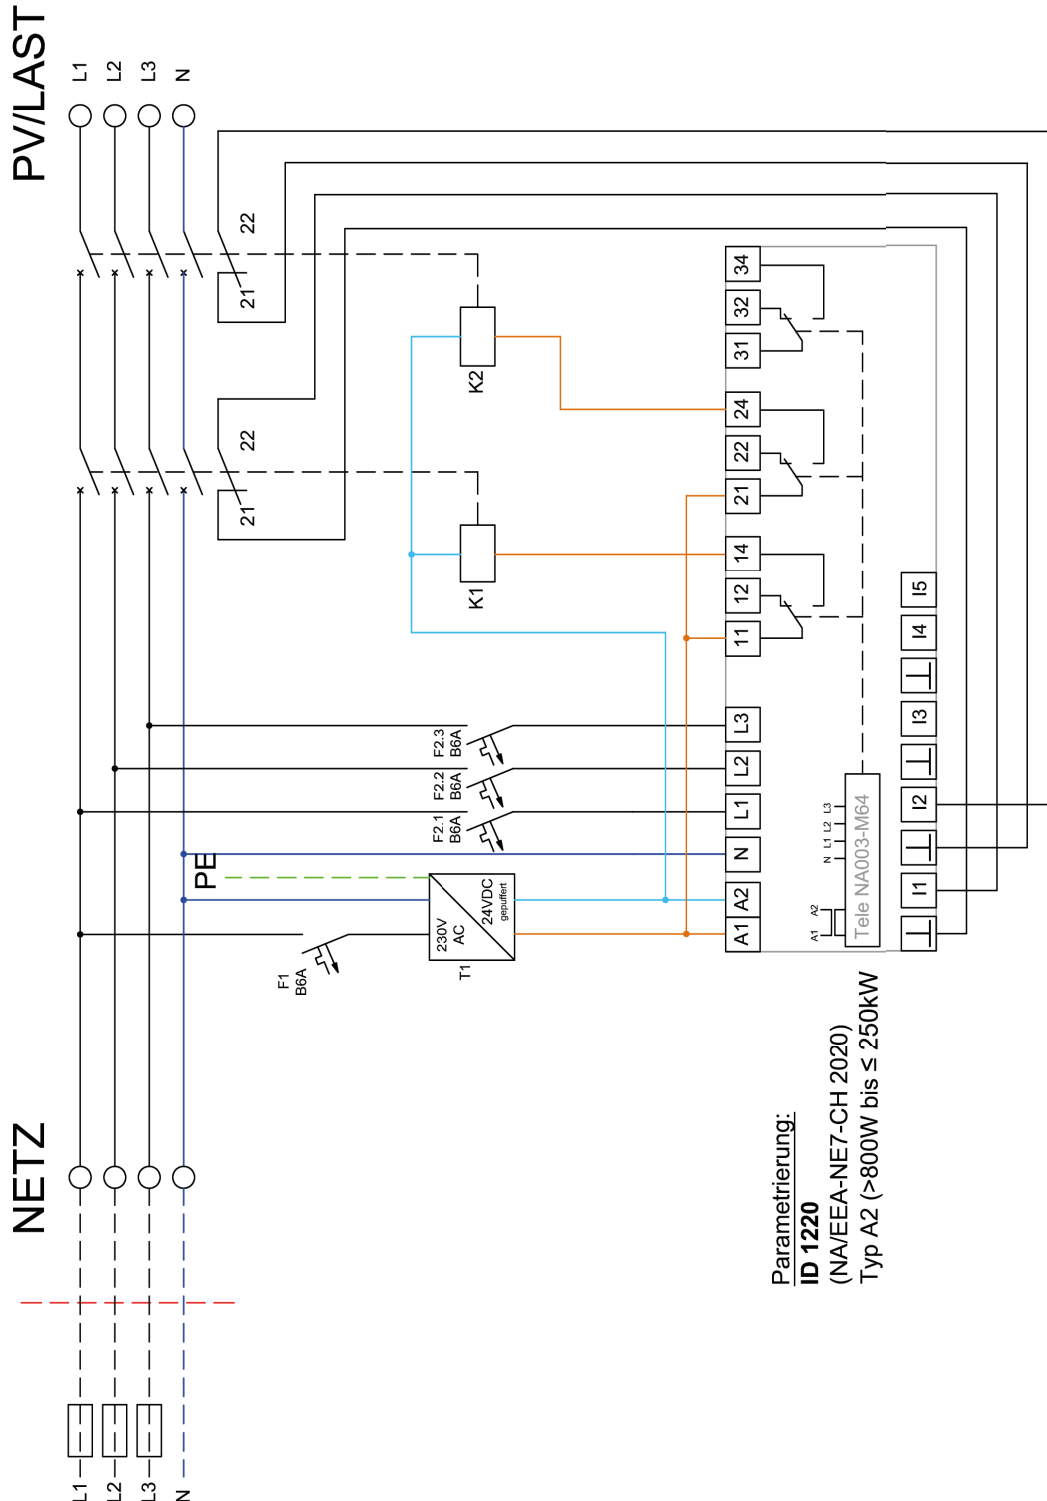 PV/LAST
L1
L2
L3
N
22
21
22
21
K2
K1
34
32
31
24
22
21
14
12
11
L3
L2
L1
N
A2
A1
I5
I4
I3
I2
I1
F2.3
B6A
F2.2
B6A
F2.1
B6A
PE
F1
B6A
230V
AC
24VDC
gepuffert
T1
N L1 L2 L3
A1 A2
Tele NA003-M64
NETZ
L1
L2
L3
N
Parametrierung:
ID 1220
(NA/EEA-NE7-CH 2020)
Typ A2 (>800W bis ≤ 250kW